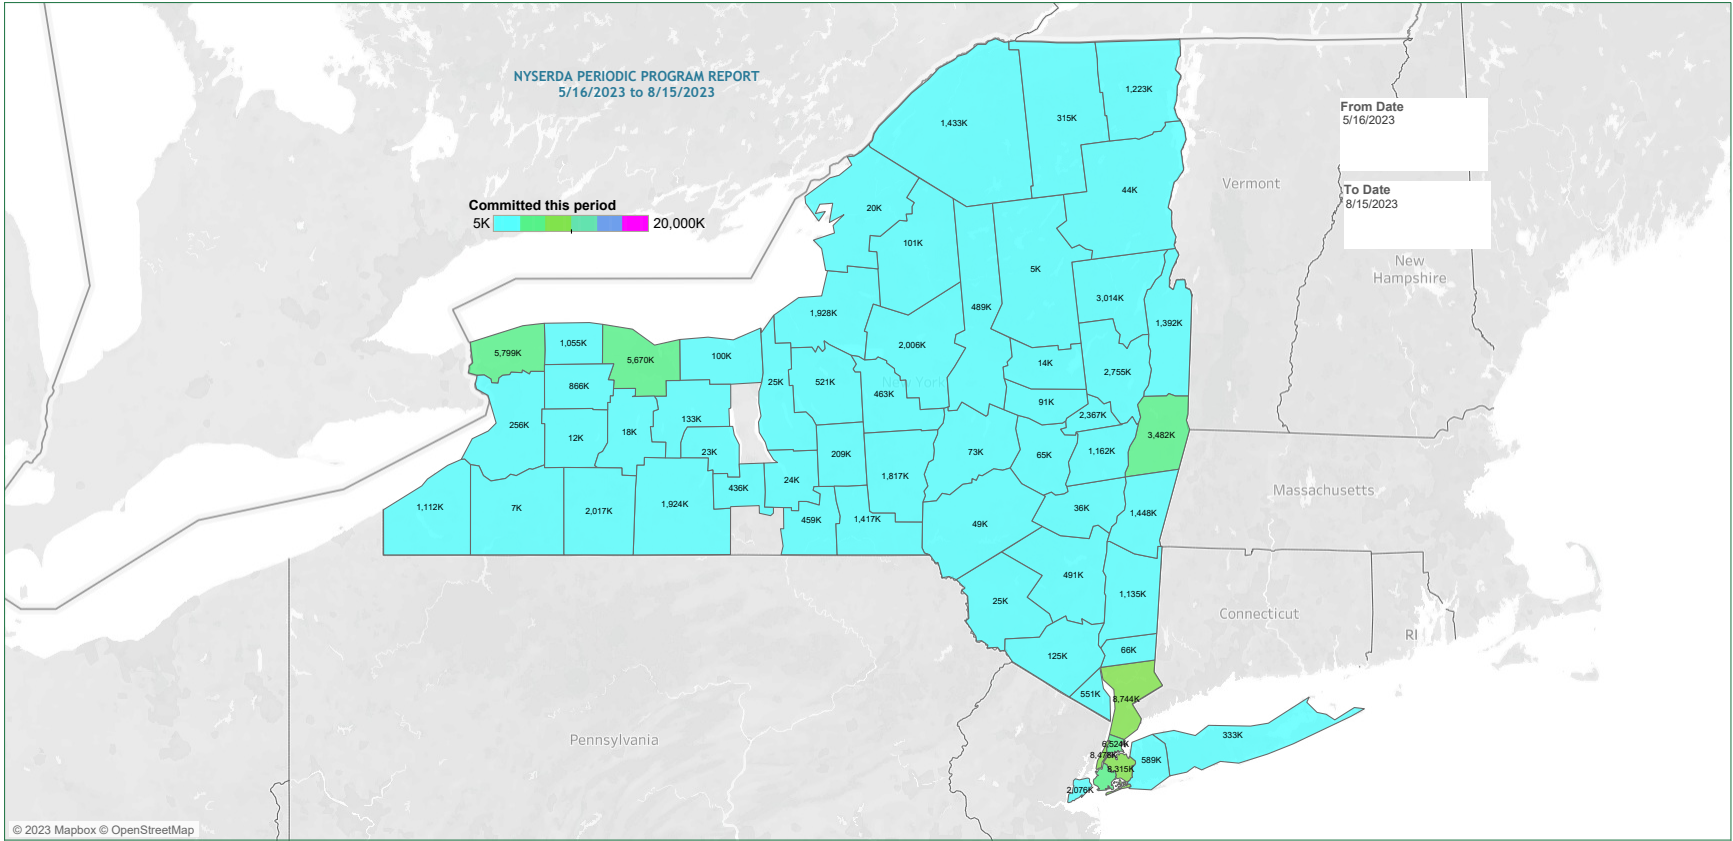 NYSERDA PERIODIC PROGRAM REPORT
5/16/2023 to 8/15/2023
From Date
5/16/2023
To Date
8/15/2023
Committed this period
5K
20,000K
Vermont
New
Hampshire
Massachusetts
Connecticut
RI
Pennsylvania
New York
1,223K
315K
1,433K
44K
20K
101K
5K
3,014K
489K
1,928K
1,392K
2,006K
1,055K
5,799K
5,670K
100K
14K
2,755K
25K
521K
866K
463K
91K
2,367K
133K
256K
18K
12K
3,482K
23K
73K
65K
1,162K
209K
1,817K
24K
436K
1,112K
7K
2,017K
1,924K
459K
1,417K
49K
36K
1,448K
491K
1,135K
25K
125K
66K
551K
8,744K
333K
6,524K
589K
8,315K
2,076K
© 2023 Mapbox © OpenStreetMap